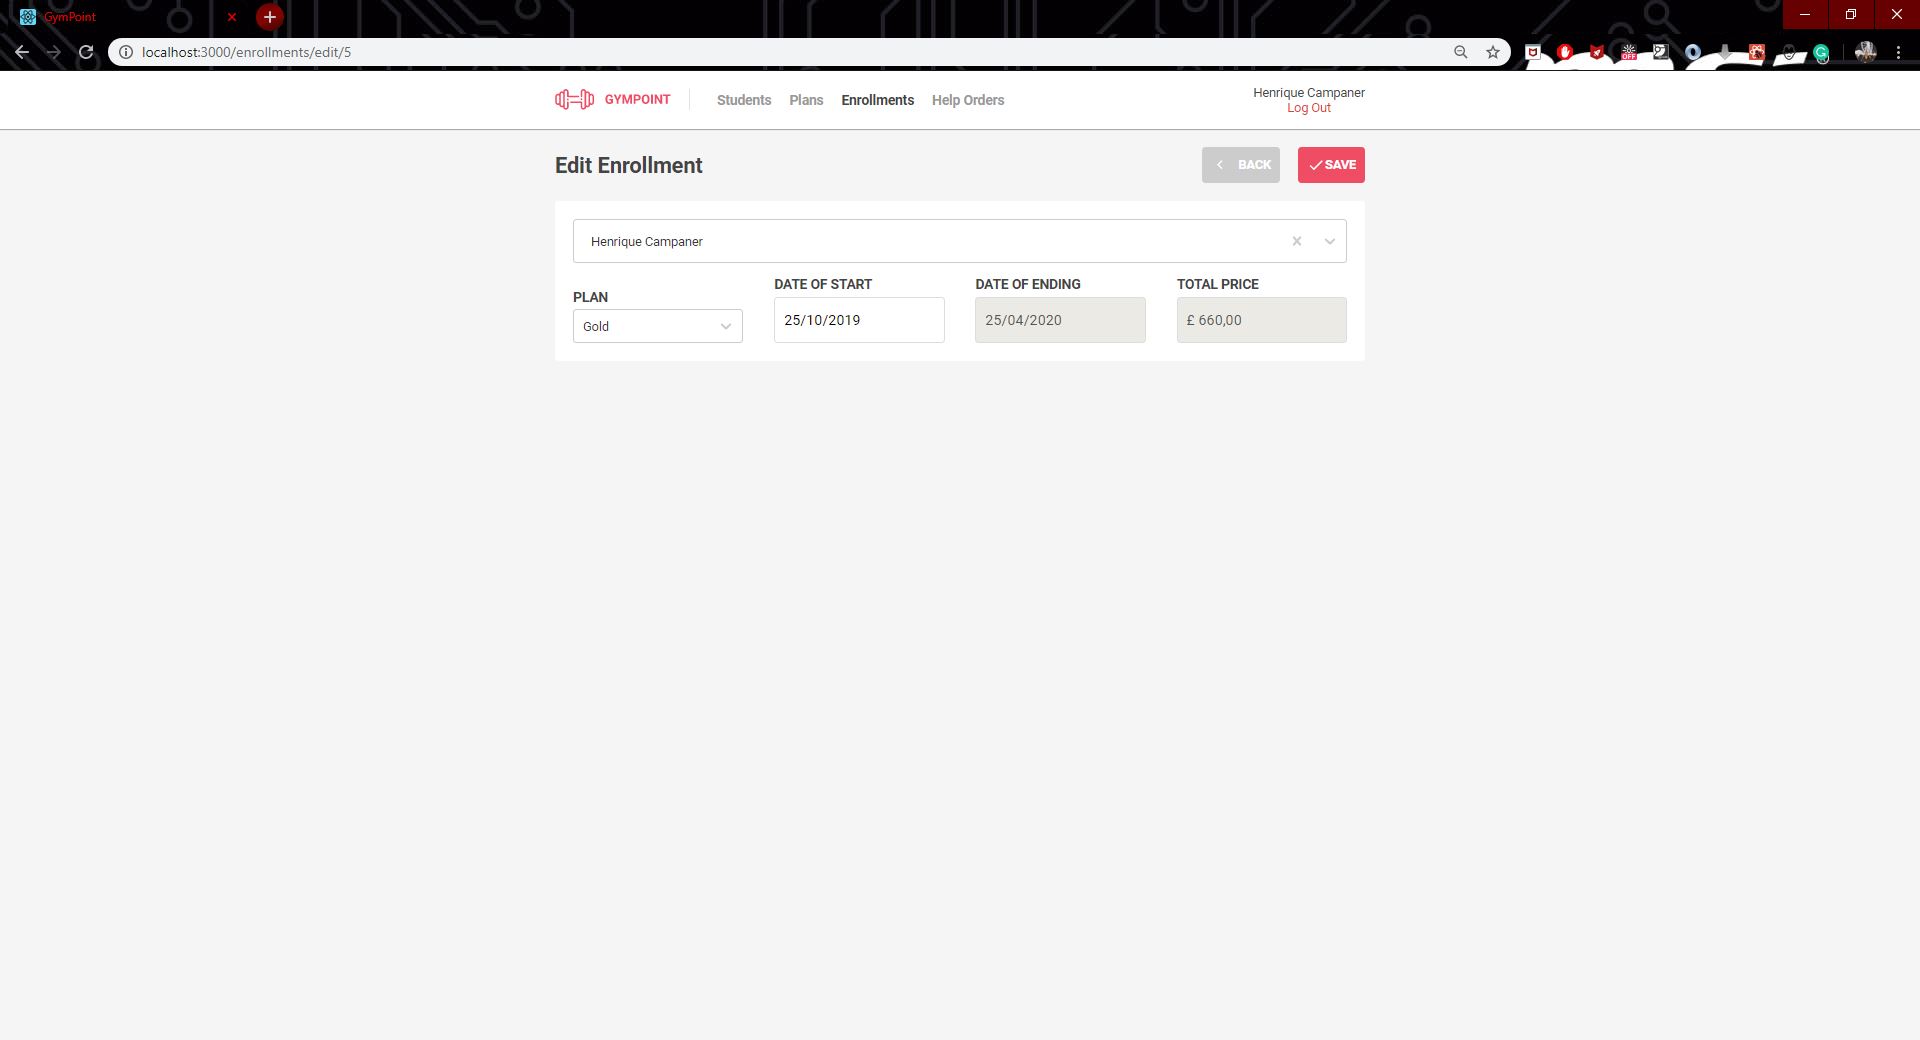 GymPoint
localhost:3000/enrollments/edit/5
OFF
GYMPOINT
Students Plans Enrollments Help Orders
Henrique Campaner
Log Out
Edit Enrollment
BACK
SAVE
Henrique Campaner
PLAN
Gold
DATE OF START
25/10/2019
DATE OF ENDING
25/04/2020
TOTAL PRICE
£ 660,00